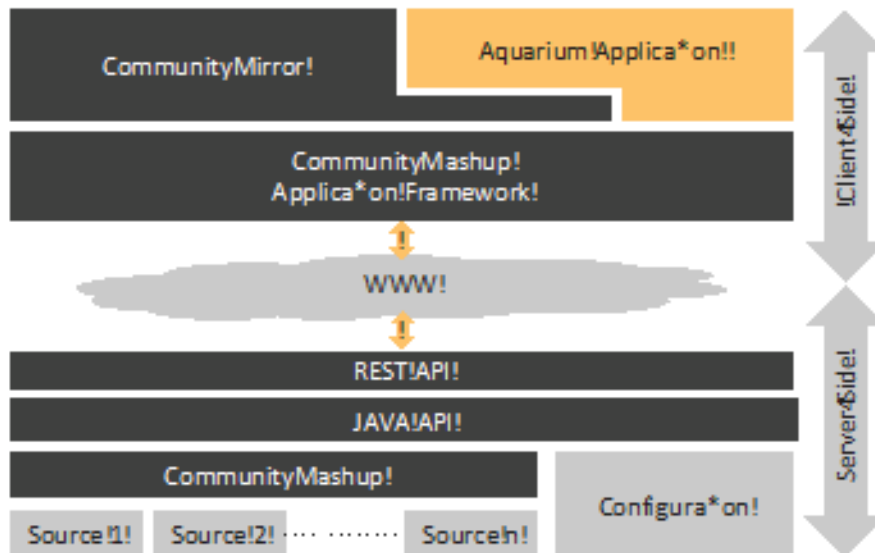 CommunityMirror!
Aquarium!Applica*on!!
CommunityMashup!
Applica*on!Framework!
!
WWW!
!
REST!API!
JAVA!API!
CommunityMashup!
Configura*on!
Source!1!
Source!2!
Source!n!
!Client4Side!
Server4Side!